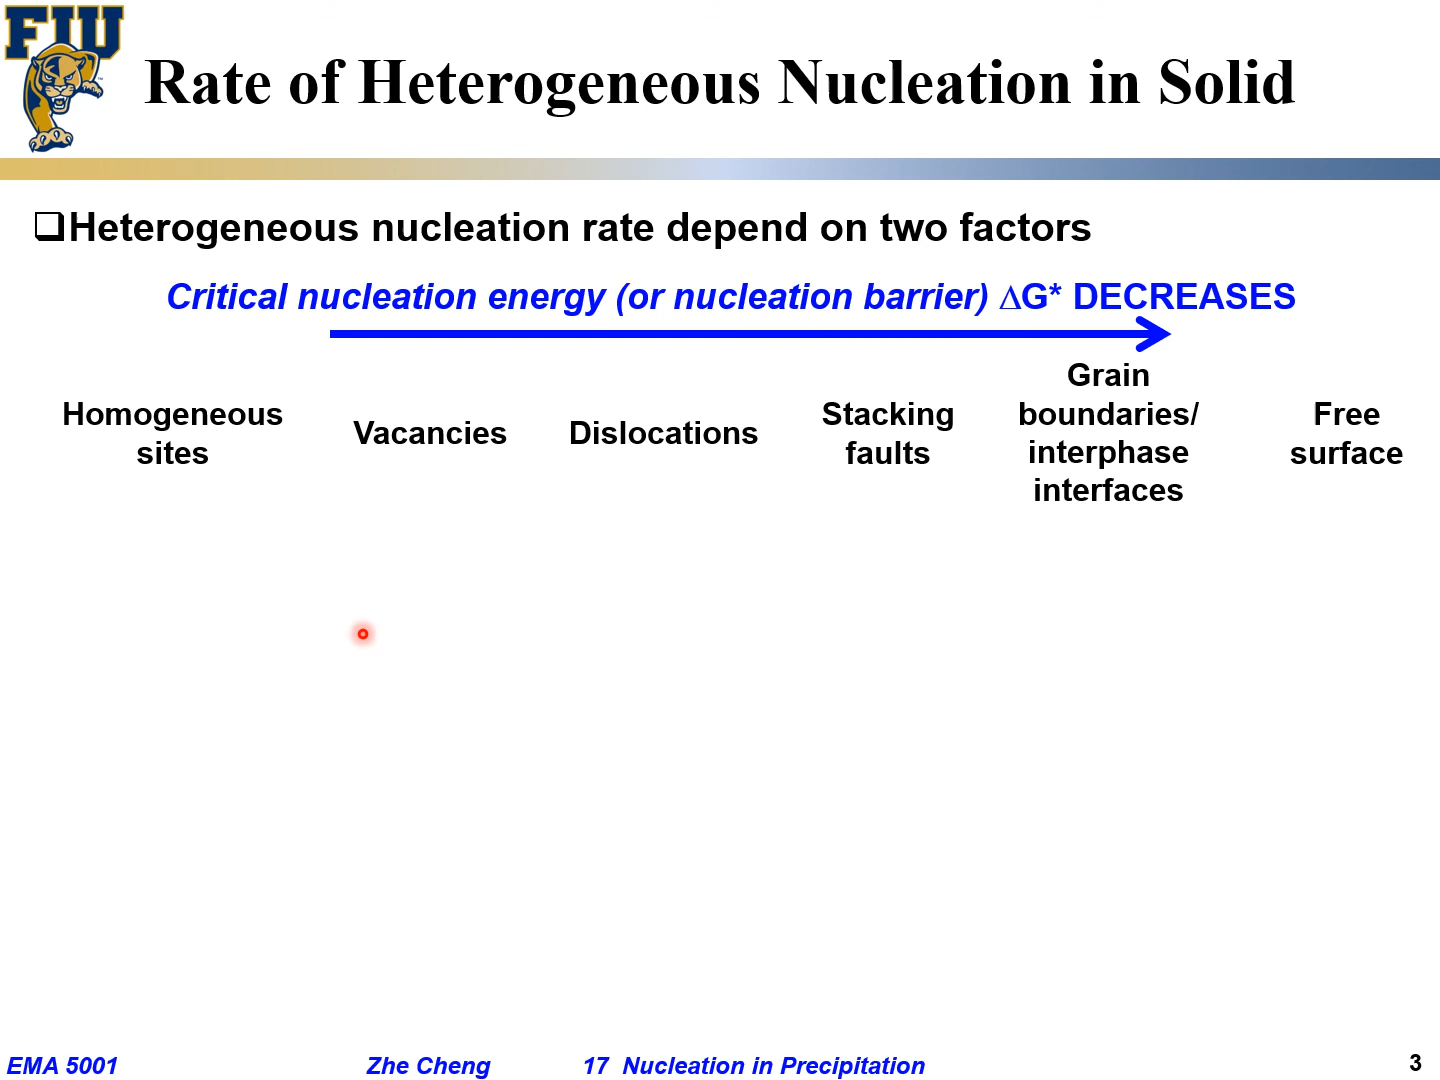 FIU
Rate of Heterogeneous Nucleation in Solid
❑Heterogeneous nucleation rate depend on two factors
Critical nucleation energy (or nucleation barrier) ΔG* DECREASES
Homogeneous
sites
Vacancies
Dislocations
Stacking
faults
Grain
boundaries/
interphase
interfaces
Free
surface
EMA 5001 Zhe Cheng 17 Nucleation in Precipitation 3